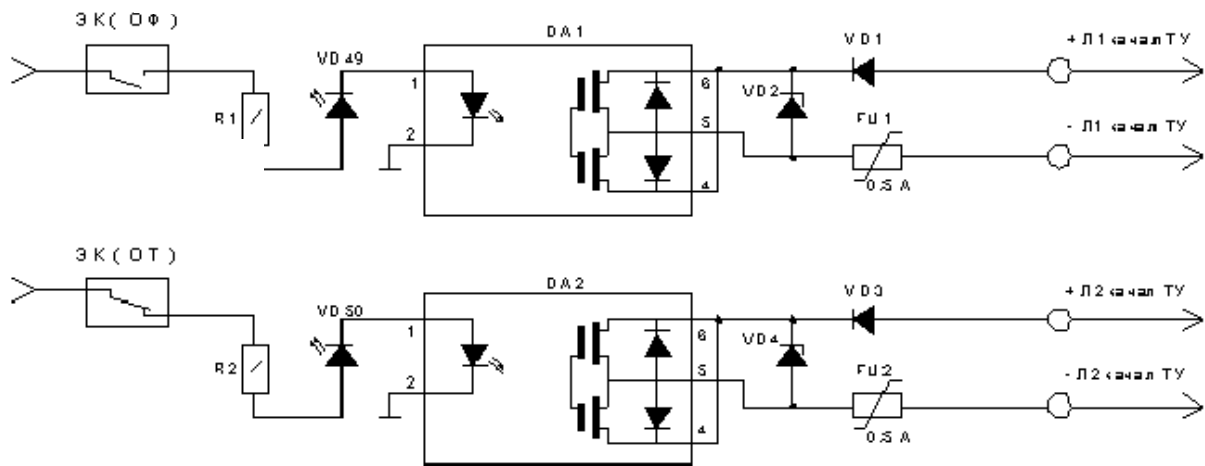 ЭК( ОФ)
DA1
VD49
VD1
+Л1 канал ТУ
1
6
R1
VD2
2
5
FU1
- Л1 канал ТУ
4
0.5 А
ЭК( ОТ)
DA2
VD50
VD3
+Л2 канал ТУ
1
6
R2
VD4
2
5
FU2
- Л2 канал ТУ
4
0.5 А